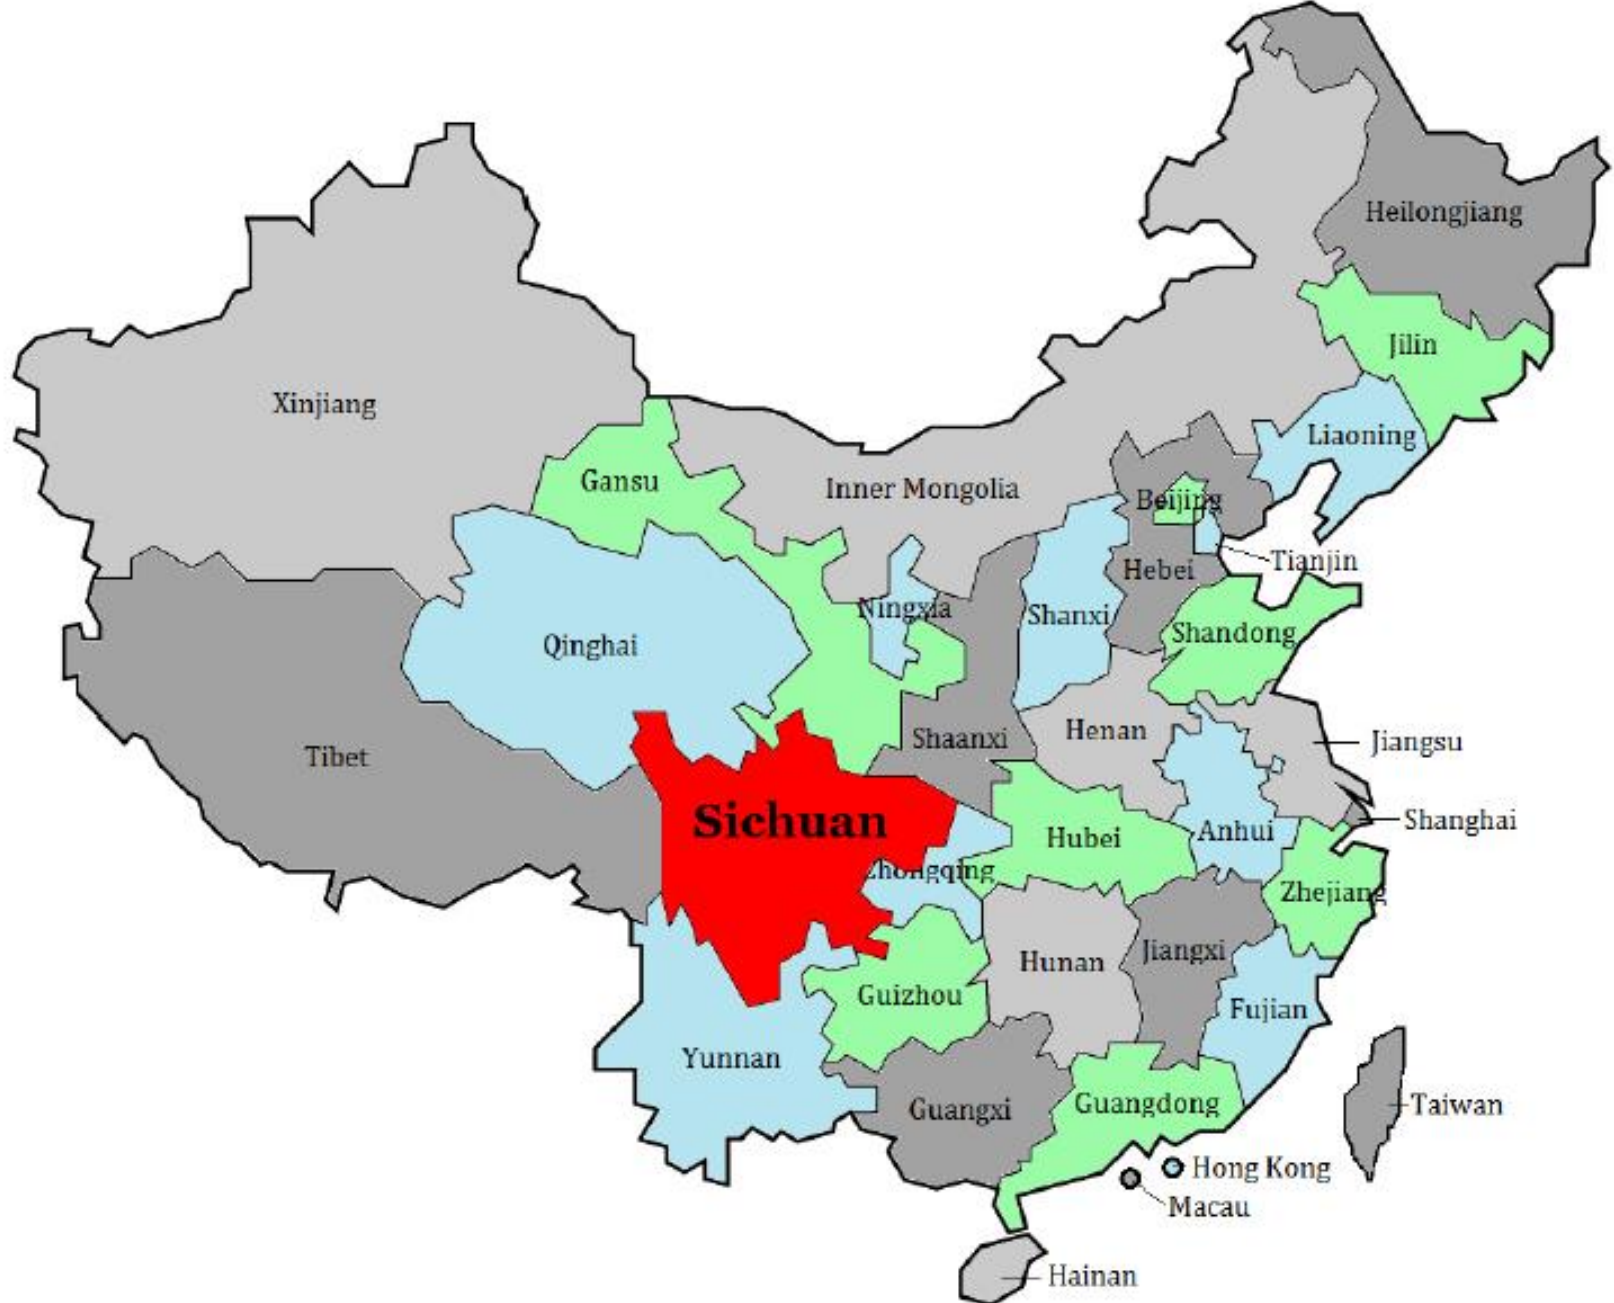 Heilongjiang
Jilin
Xinjiang
Liaoning
Gansu
Inner Mongolia
Beijing
Tianjin
Hebei
Ningxia
Shanxi
Shandong
Qinghai
Henan
Shaanxi
Jiangsu
Tibet
Sichuan
Shanghai
Anhui
Hubei
Chongqing
Zhejiang
Jiangxi
Hunan
Guizhou
Fujian
Yunnan
Guangdong
Taiwan
Guangxi
Hong Kong
Macau
Hainan